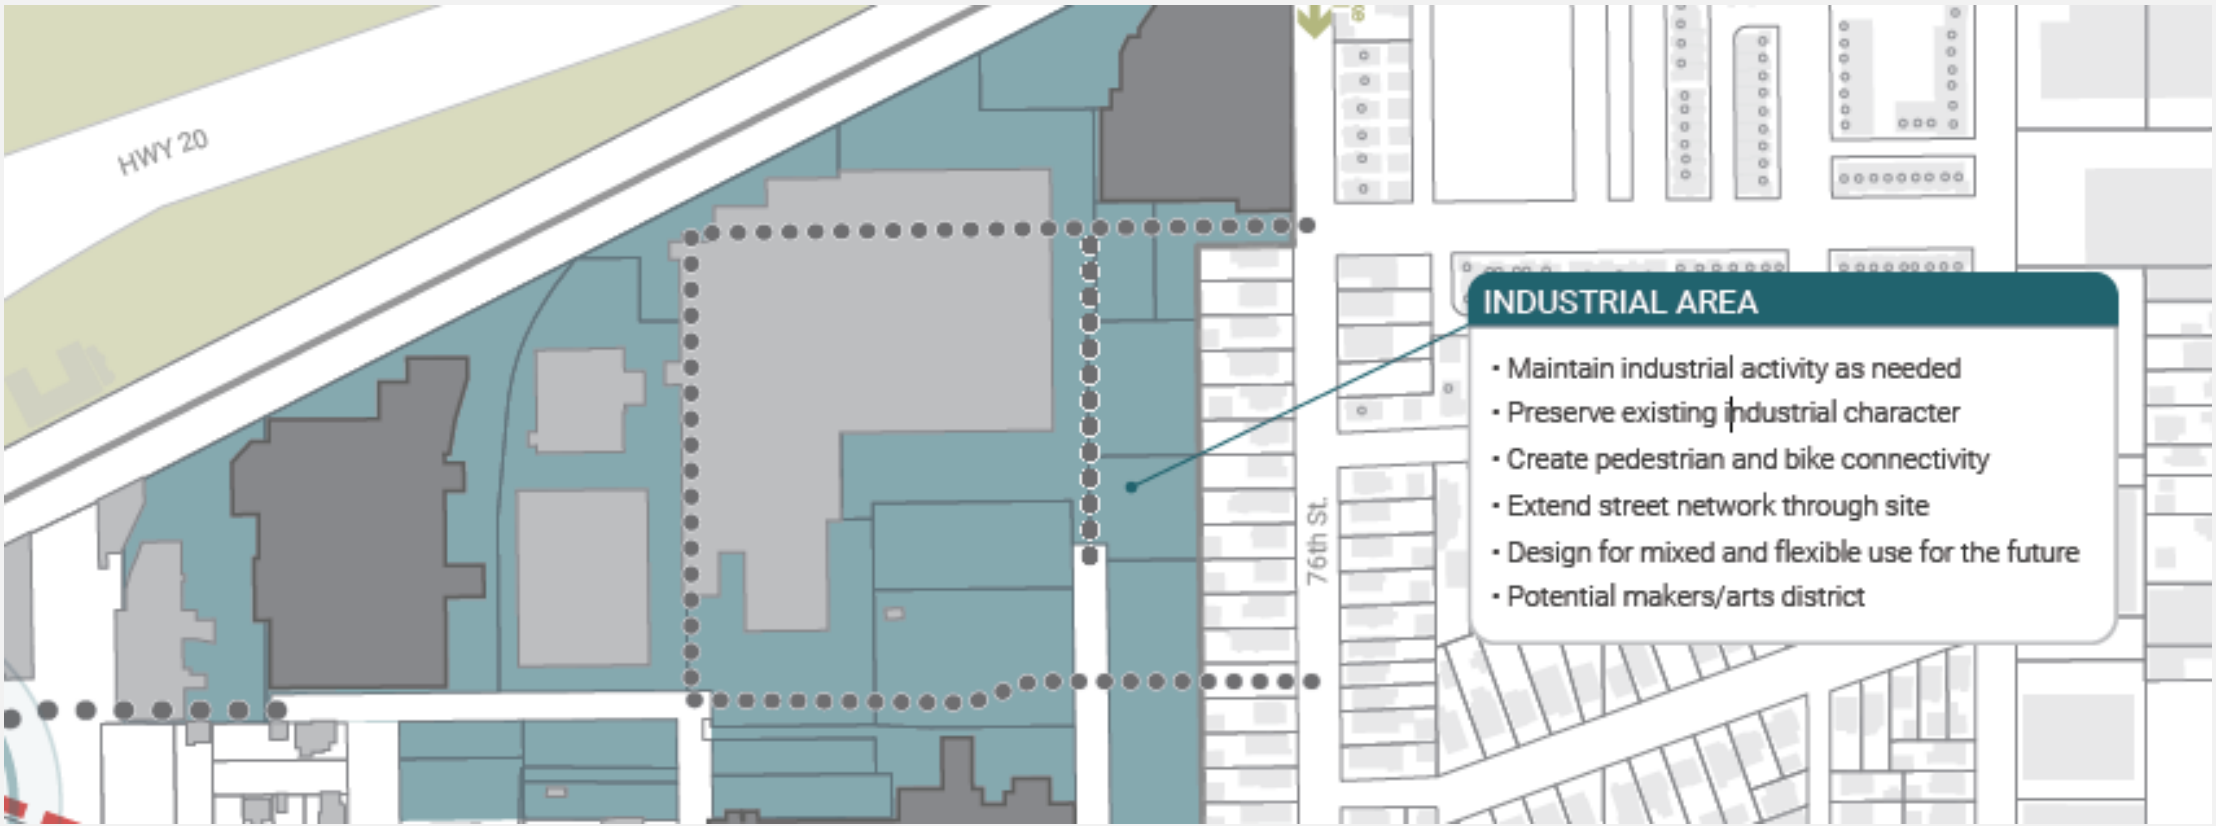 HWY 20
INDUSTRIAL AREA
· Maintain industrial activity as needed
· Preserve existing industrial character
· Create pedestrian and bike connectivity
· Extend street network through site
· Design for mixed and flexible use for the future
· Potential makers/arts district
76th St.